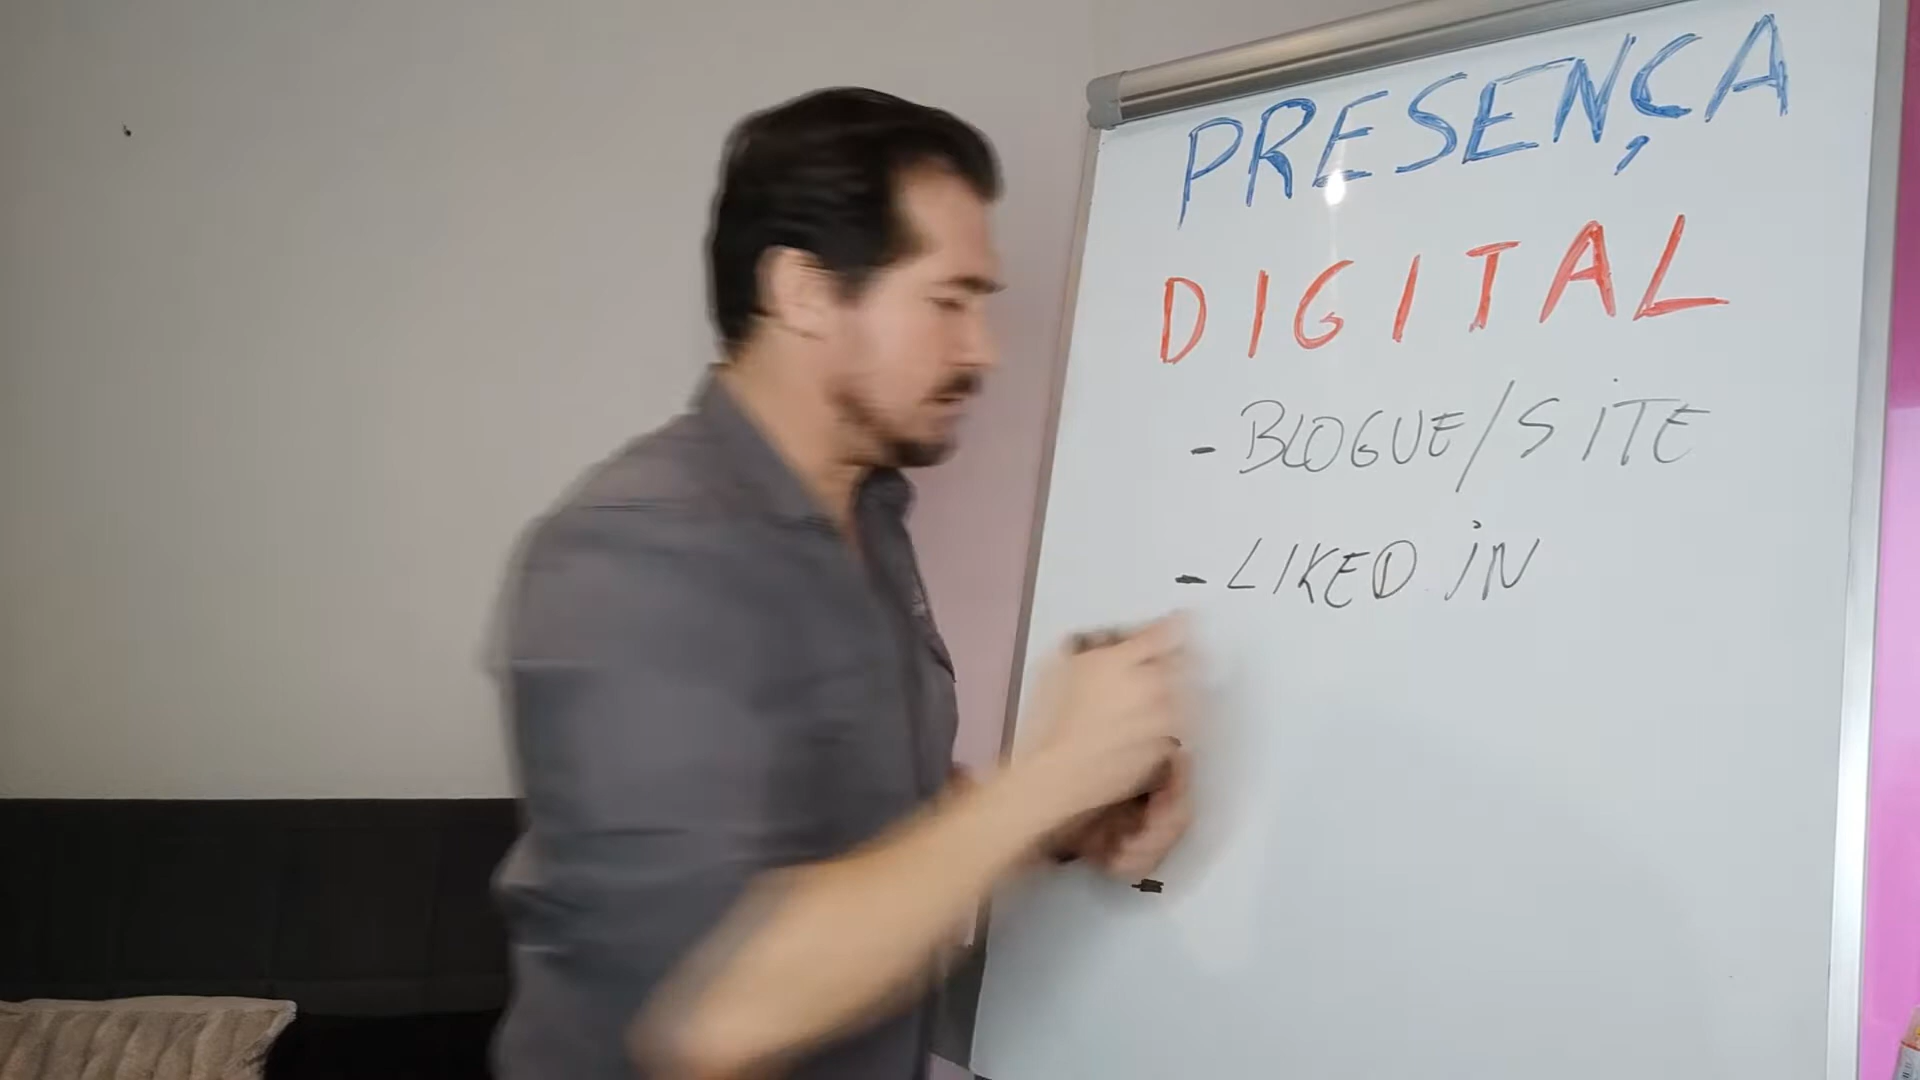 PRESENÇA
DIGITAL
- BLOGUE/SITE
- LIKED IN